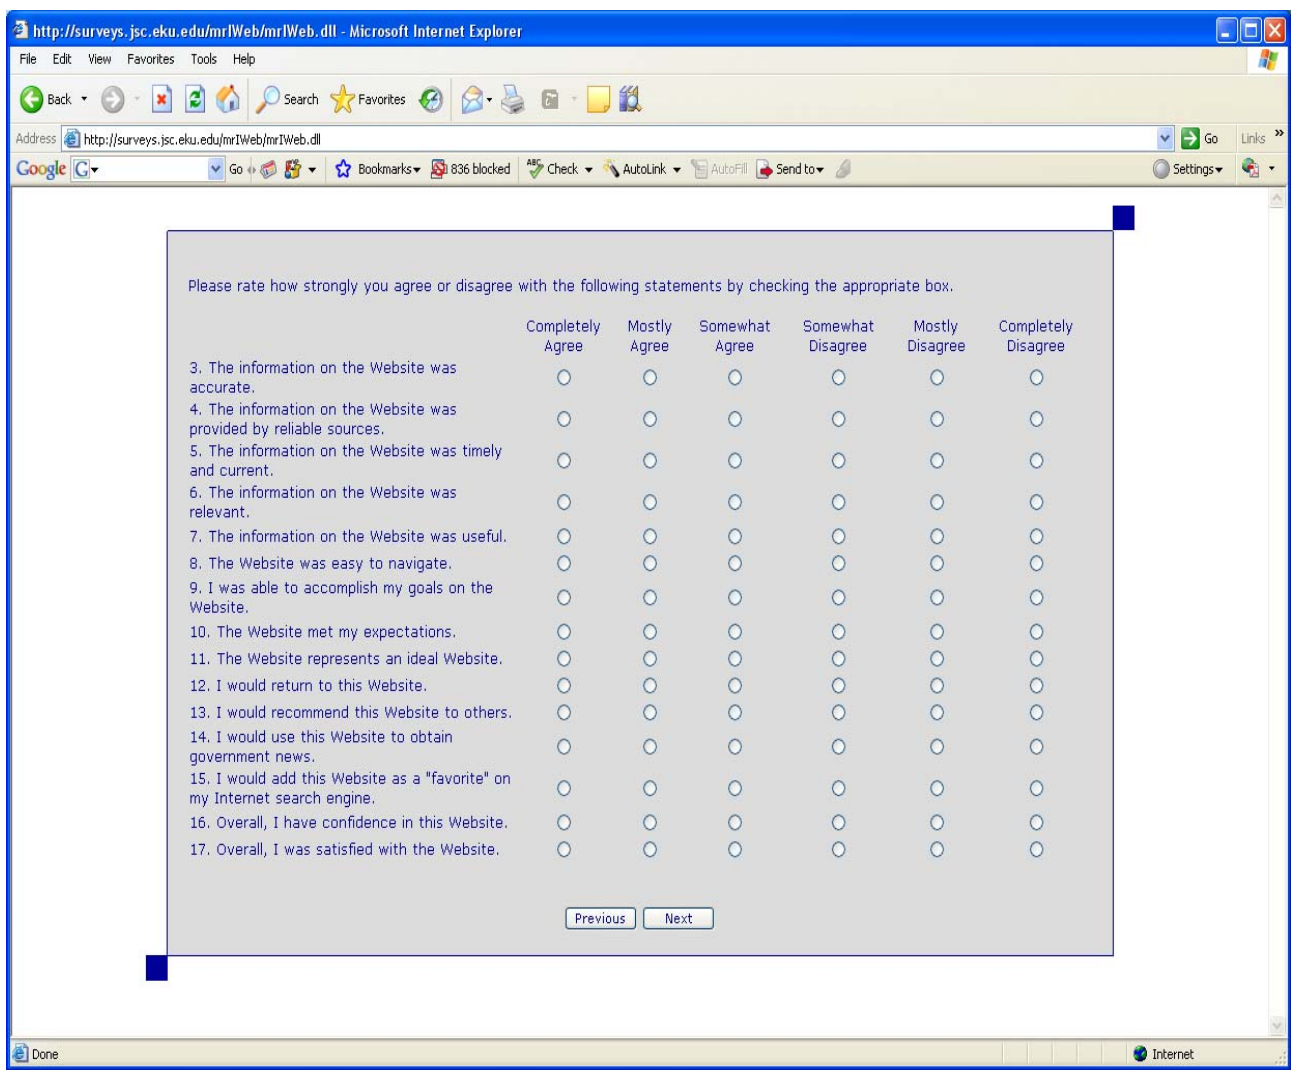 http://surveys.jsc.eku.edu/mrIWeb/mrIWeb.dll - Microsoft Internet Explorer
File Edit View Favorites Tools Help
Back Search Favorites
Address http://surveys.jsc.eku.edu/mrIWeb/mrIWeb.dll Go Links »
Google G Go Bookmarks 836 blocked ABC Check AutoLink AutoFill Send to Settings
Please rate how strongly you agree or disagree with the following statements by checking the appropriate box.
Completely Mostly Somewhat Somewhat Mostly Completely
Agree Agree Agree Disagree Disagree Disagree
3. The information on the Website was
accurate.
4. The information on the Website was
provided by reliable sources.
5. The information on the Website was timely
and current.
6. The information on the Website was
relevant.
7. The information on the Website was useful.
8. The Website was easy to navigate.
9. I was able to accomplish my goals on the
Website.
10. The Website met my expectations.
11. The Website represents an ideal Website.
12. I would return to this Website.
13. I would recommend this Website to others.
14. I would use this Website to obtain
government news.
15. I would add this Website as a "favorite" on
my Internet search engine.
16. Overall, I have confidence in this Website.
17. Overall, I was satisfied with the Website.
Previous Next
Done Internet